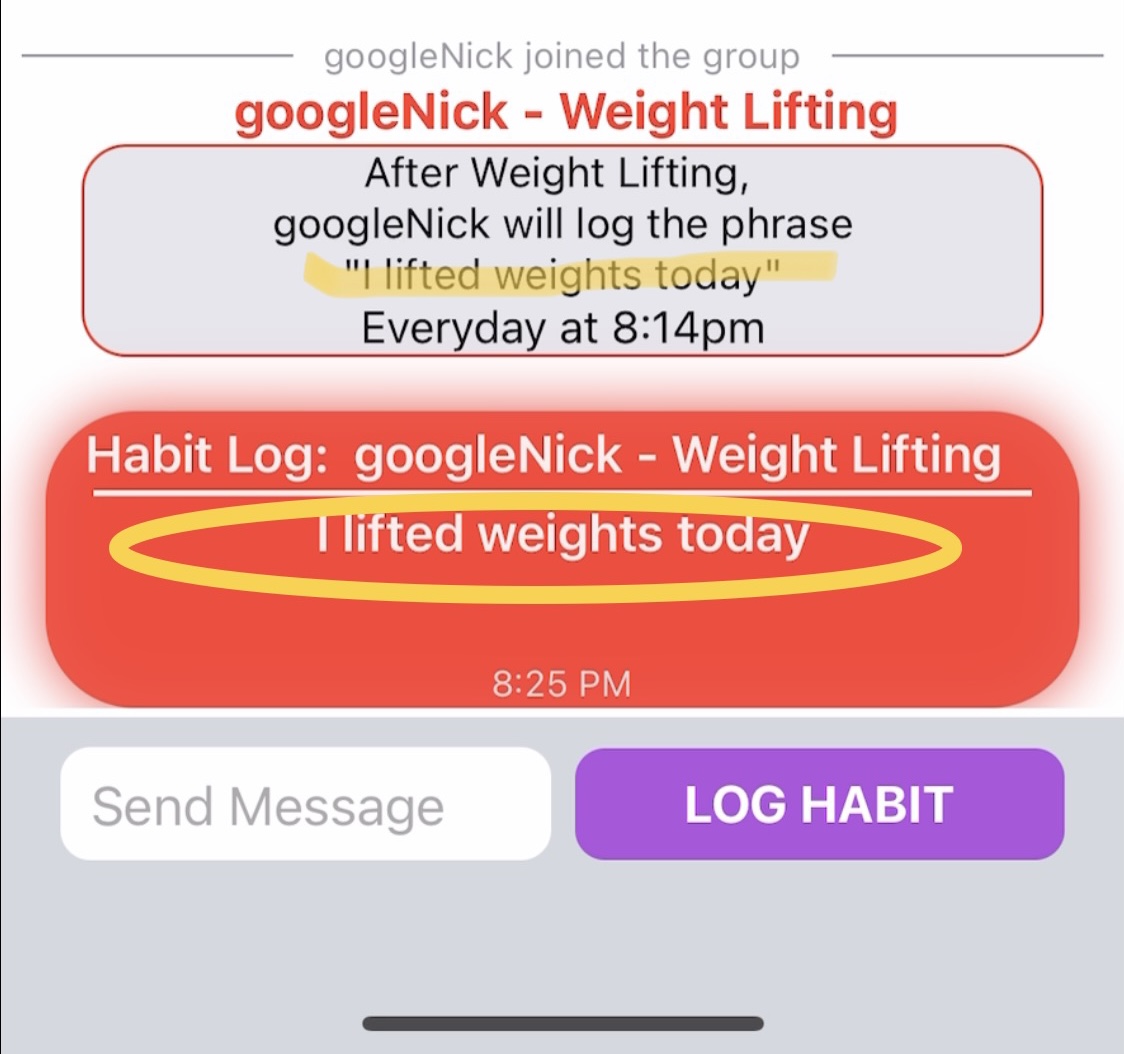 googleNick joined the group
googleNick - Weight Lifting
After Weight Lifting,
googleNick will log the phrase
"I lifted weights today"
Everyday at 8:14pm
Habit Log:  googleNick - Weight Lifting
I lifted weights today
8:25 PM
Send Message
LOG HABIT